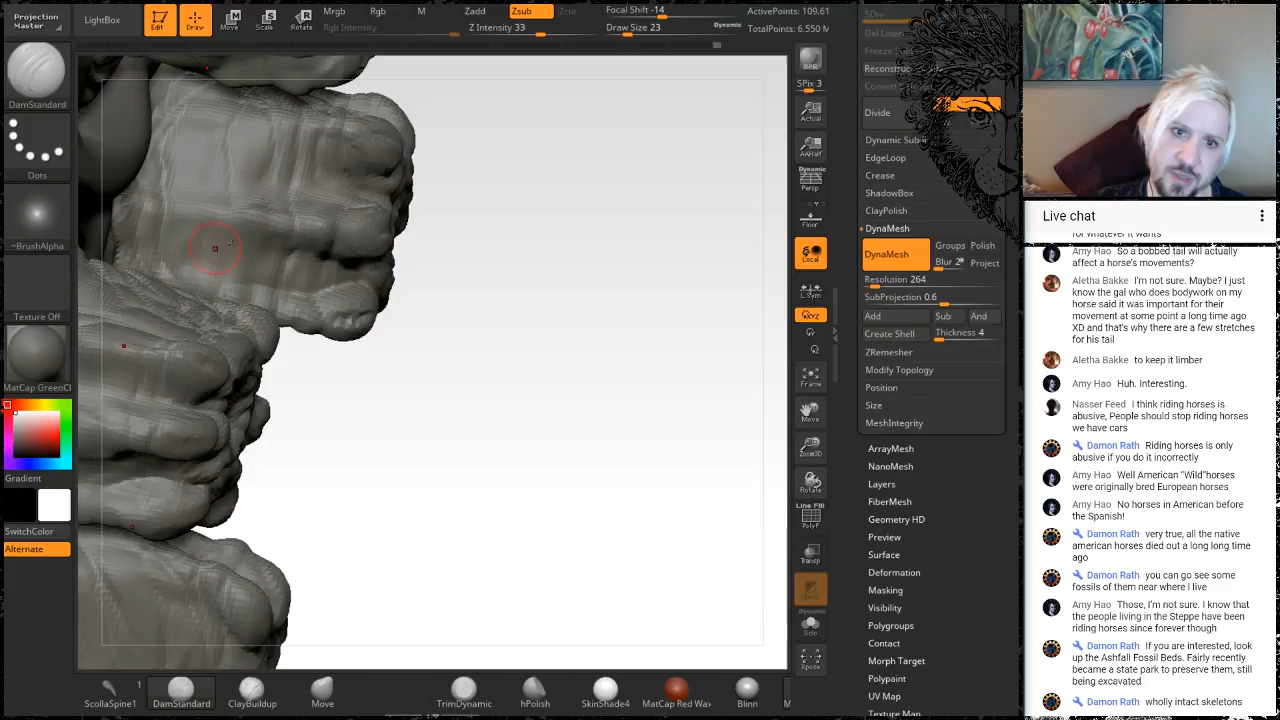 Projection
Master
LightBox
Edit
Draw
Move
Scale
Rotate
Mrgb
Rgb
M
Rgb Intensity
Zadd
Zsub
Zcut
Z Intensity 33
Focal Shift -14
Draw Size 23
Dynamic
ActivePoints: 109.61
TotalPoints: 6.550 M
DamStandard
Dots
~BrushAlpha
Texture Off
MatCap GreenCl
Gradient
SwitchColor
Alternate
BPR
SPix 3
Actual
AAHalf
Dynamic
Persp
Floor
Local
L.Sym
Frame
Move
Zoom3D
Rotate
Line Fill
PolyF
Transp
Dynamic
Solo
Xpose
SDiv
Del Lower
Reconstruct
Divide
Dynamic Subdiv
EdgeLoop
Crease
ShadowBox
ClayPolish
DynaMesh
DynaMesh
Groups
Polish
Blur 2
Project
Resolution 264
SubProjection 0.6
Add
Sub
And
Create Shell
Thickness 4
ZRemesher
Modify Topology
Position
Size
MeshIntegrity
ArrayMesh
NanoMesh
Layers
FiberMesh
Geometry HD
Preview
Surface
Deformation
Masking
Visibility
Polygroups
Contact
Morph Target
Polypaint
UV Map
Texture Map
1
ScollaSpine1
DamStandard
ClayBuildup
Move
TrimDynamic
hPolish
SkinShade4
MatCap Red Wax
Blinn
M
Live chat
for whatever it wants
Amy Hao So a bobbed tail will actually
affect a horse's movements?
Aletha Bakke I'm not sure. Maybe? I just
know the gal who does bodywork on my
horse said it was important for their
movement at some point a long time ago
XD and that's why there are a few stretches
for his tail
Aletha Bakke to keep it limber
Amy Hao Huh. Interesting.
Nasser Feed I think riding horses is
abusive, People should stop riding horses
we have cars
Damon Rath Riding horses is only
abusive if you do it incorrectly
Amy Hao Well American "Wild"horses
were originally bred European horses
Amy Hao No horses in American before
the Spanish!
Damon Rath very true, all the native
american horses died out a long long time
ago
Damon Rath you can go see some
fossils of them near where I live
Amy Hao Those, I'm not sure. I know that
the people living in the Steppe have been
riding horses since forever though
Damon Rath If you are interested, look
up the Ashfall Fossil Beds. Fairly recently
became a state park to preserve them, still
being excavated
Damon Rath wholly intact skeletons